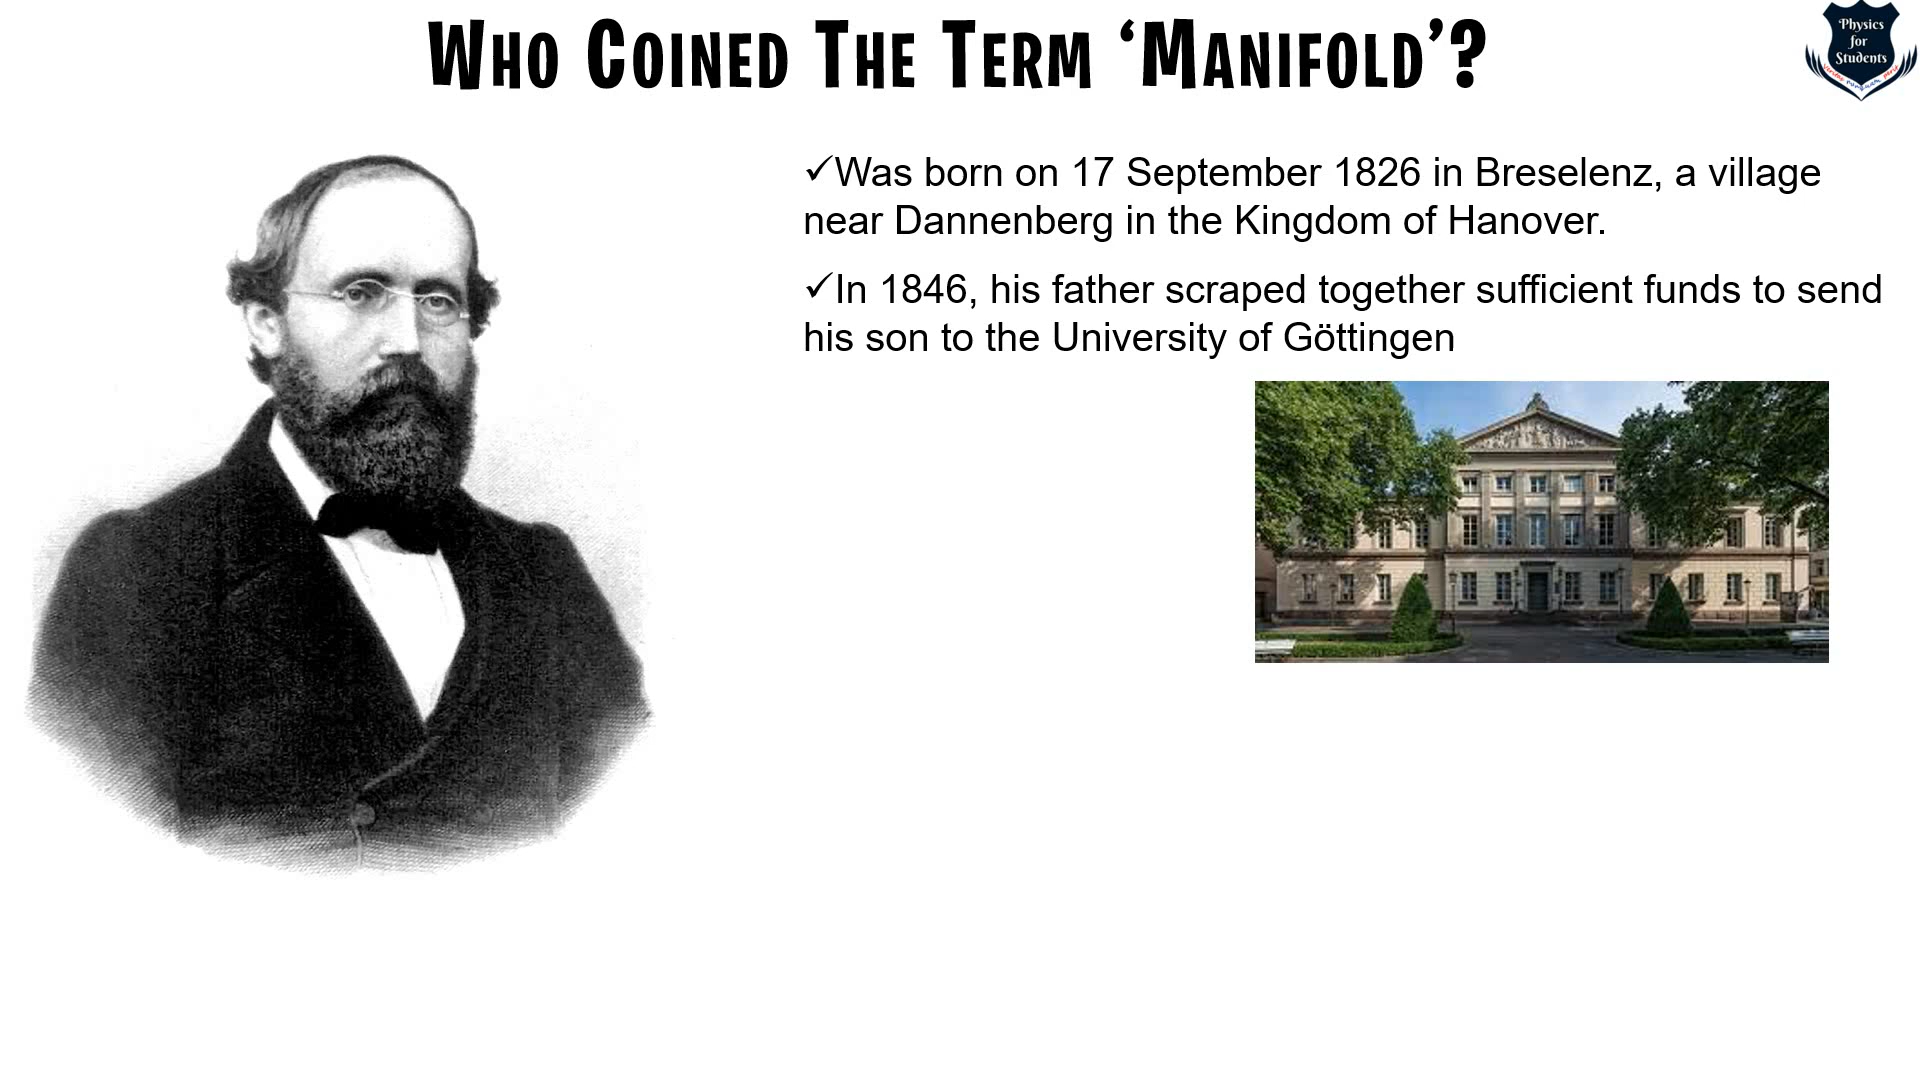 Who Coined The Term ‘Manifold’?
Physics
for
Students
✓Was born on 17 September 1826 in Breselenz, a village
near Dannenberg in the Kingdom of Hanover.
✓In 1846, his father scraped together sufficient funds to send
his son to the University of Göttingen